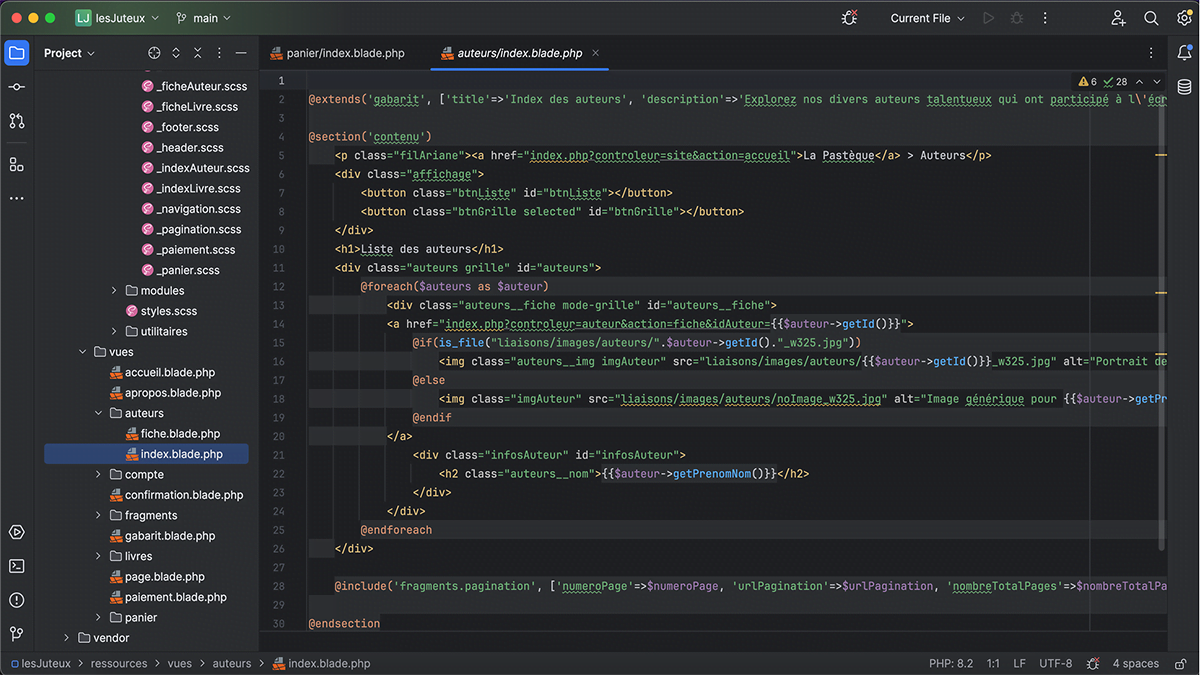 LJ lesJuteux main Current File
Project
panier/index.blade.php auteurs/index.blade.php
_ficheAuteur.scss
_ficheLivre.scss
_footer.scss
_header.scss
_indexAuteur.scss
_indexLivre.scss
_navigation.scss
_pagination.scss
_paiement.scss
_panier.scss
modules
styles.scss
utilitaires
vues
accueil.blade.php
apropos.blade.php
auteurs
fiche.blade.php
index.blade.php
compte
confirmation.blade.php
fragments
gabarit.blade.php
livres
page.blade.php
paiement.blade.php
panier
vendor
6 28
1
2 @extends('gabarit', ['title'=>'Index des auteurs', 'description'=>'Explorez nos divers auteurs talentueux qui ont participé à l\'écr
3
4 @section('contenu')
5 <p class="filAriane"><a href="index.php?controleur=site&action=accueil">La Pastèque</a> > Auteurs</p>
6 <div class="affichage">
7 <button class="btnListe" id="btnListe"></button>
8 <button class="btnGrille selected" id="btnGrille"></button>
9 </div>
10 <h1>Liste des auteurs</h1>
11 <div class="auteurs grille" id="auteurs">
12 @foreach($auteurs as $auteur)
13 <div class="auteurs__fiche mode-grille" id="auteurs__fiche">
14 <a href="index.php?controleur=auteur&action=fiche&idAuteur={{$auteur->getId()}}">
15 @if(is_file("liaisons/images/auteurs/".$auteur->getId()."_w325.jpg"))
16 <img class="auteurs__img imgAuteur" src="liaisons/images/auteurs/{{$auteur->getId()}}_w325.jpg" alt="Portrait de
17 @else
18 <img class="imgAuteur" src="liaisons/images/auteurs/noImage_w325.jpg" alt="Image générique pour {{$auteur->getPr
19 @endif
20 </a>
21 <div class="infosAuteur" id="infosAuteur">
22 <h2 class="auteurs__nom">{{$auteur->getPrenomNom()}}</h2>
23 </div>
24 </div>
25 @endforeach
26 </div>
27
28 @include('fragments.pagination', ['numeroPage'=>$numeroPage, 'urlPagination'=>$urlPagination, 'nombreTotalPages'=>$nombreTotalPa
29
30 @endsection
lesJuteux > ressources > vues > auteurs > index.blade.php PHP: 8.2 1:1 LF UTF-8 4 spaces